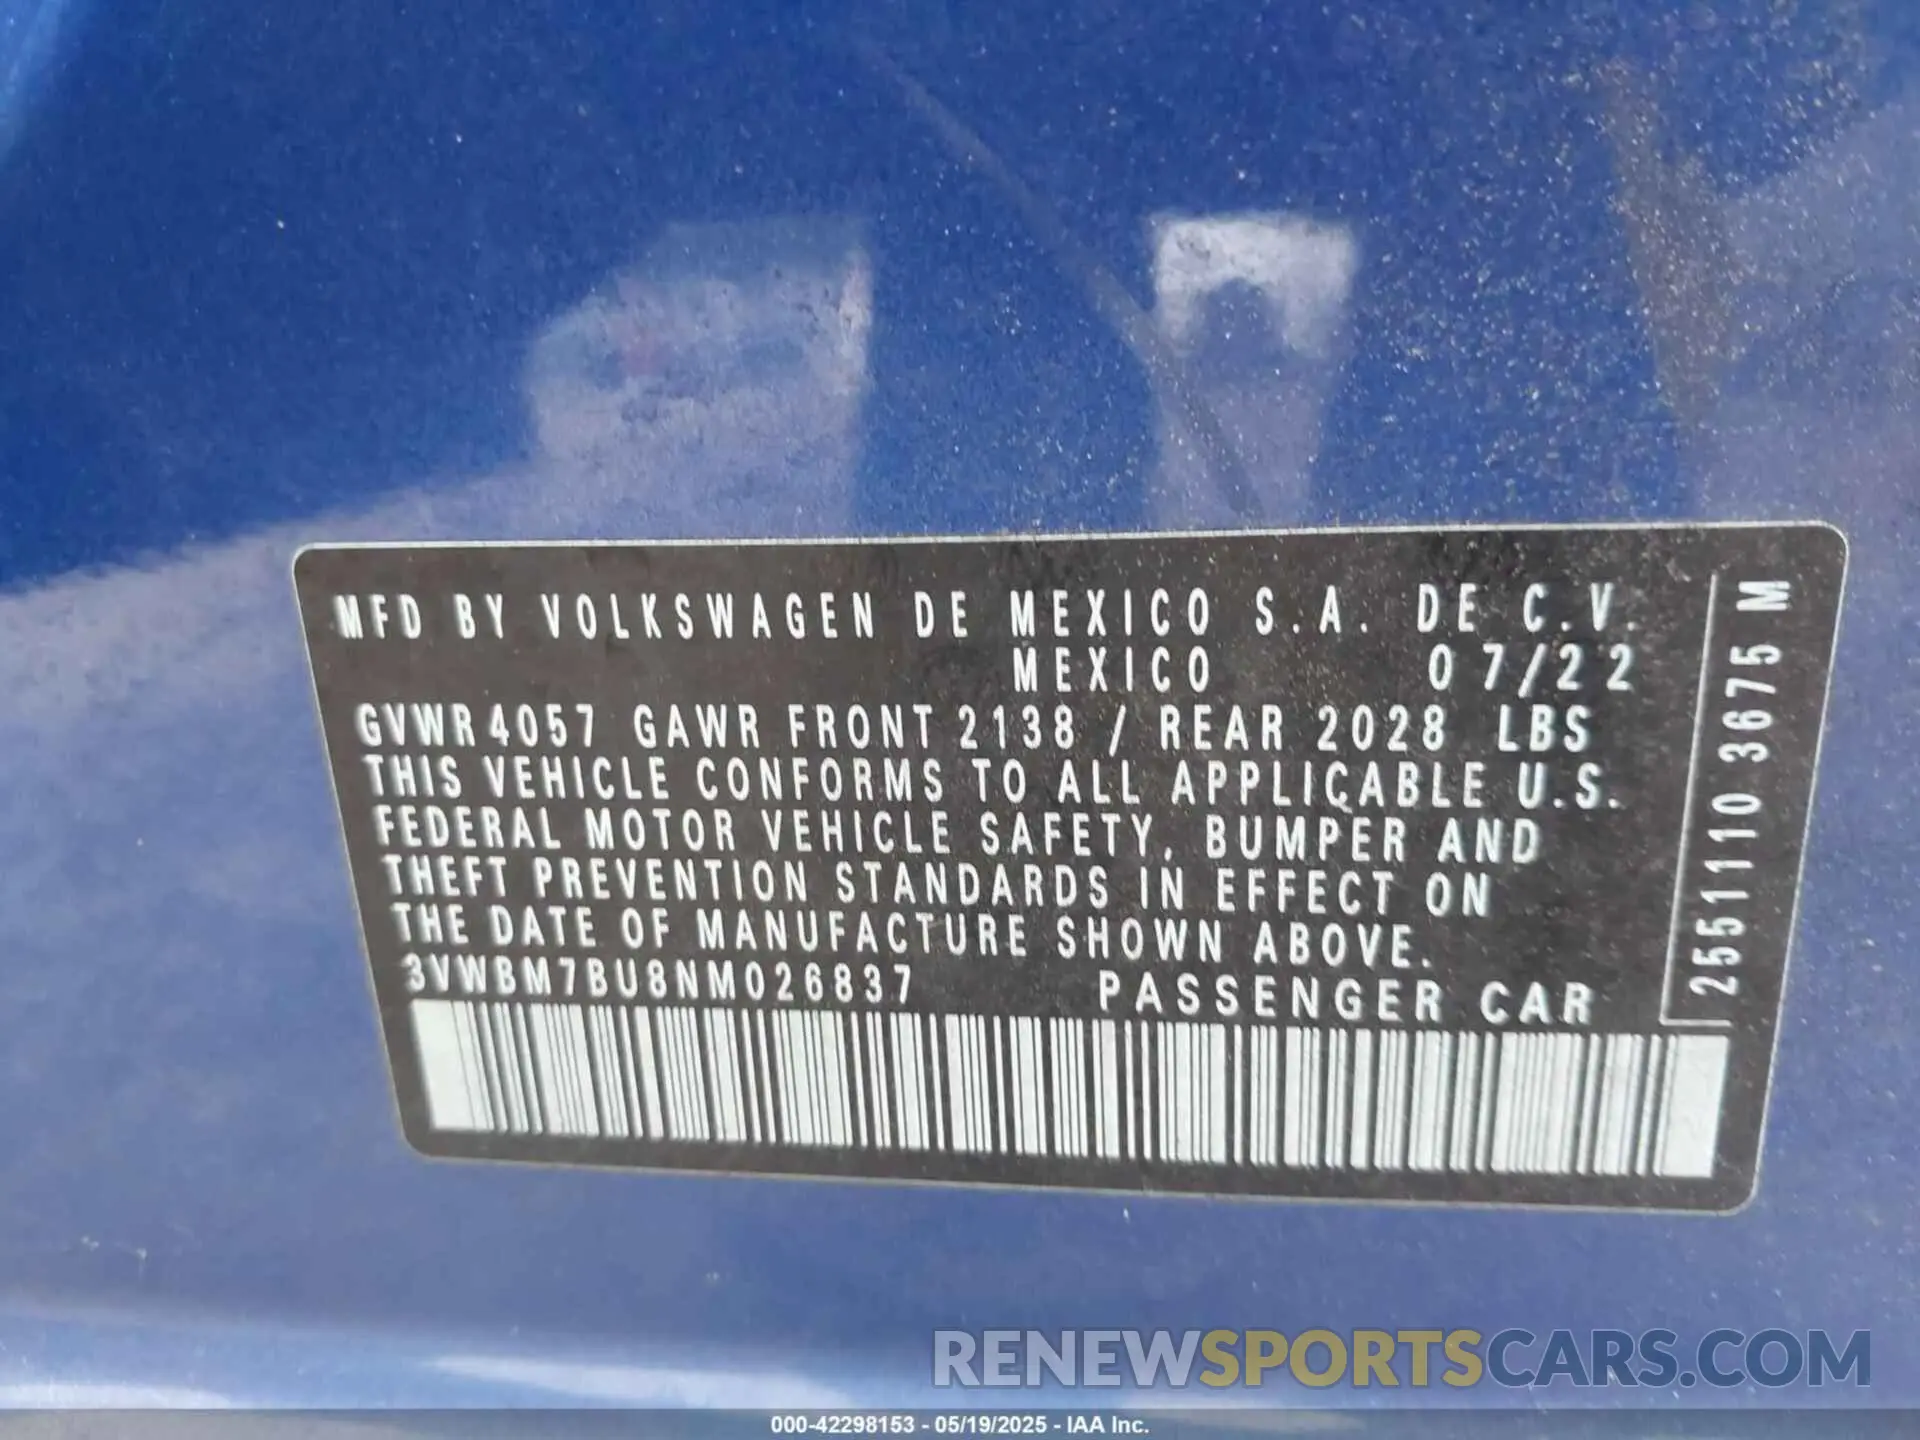 MFD BY VOLKSWAGEN DE MEXICO S.A. DE C.V.
MEXICO 07/22
GVWR 4057 GAWR FRONT 2138 / REAR 2028 LBS
THIS VEHICLE CONFORMS TO ALL APPLICABLE U.S.
FEDERAL MOTOR VEHICLE SAFETY, BUMPER AND
THEFT PREVENTION STANDARDS IN EFFECT ON
THE DATE OF MANUFACTURE SHOWN ABOVE.
3VWBM7BU8NM026837 PASSENGER CAR
2551110 3675 M
RENEWSPORTSCARS.COM
000-42298153 - 05/19/2025 - IAA Inc.